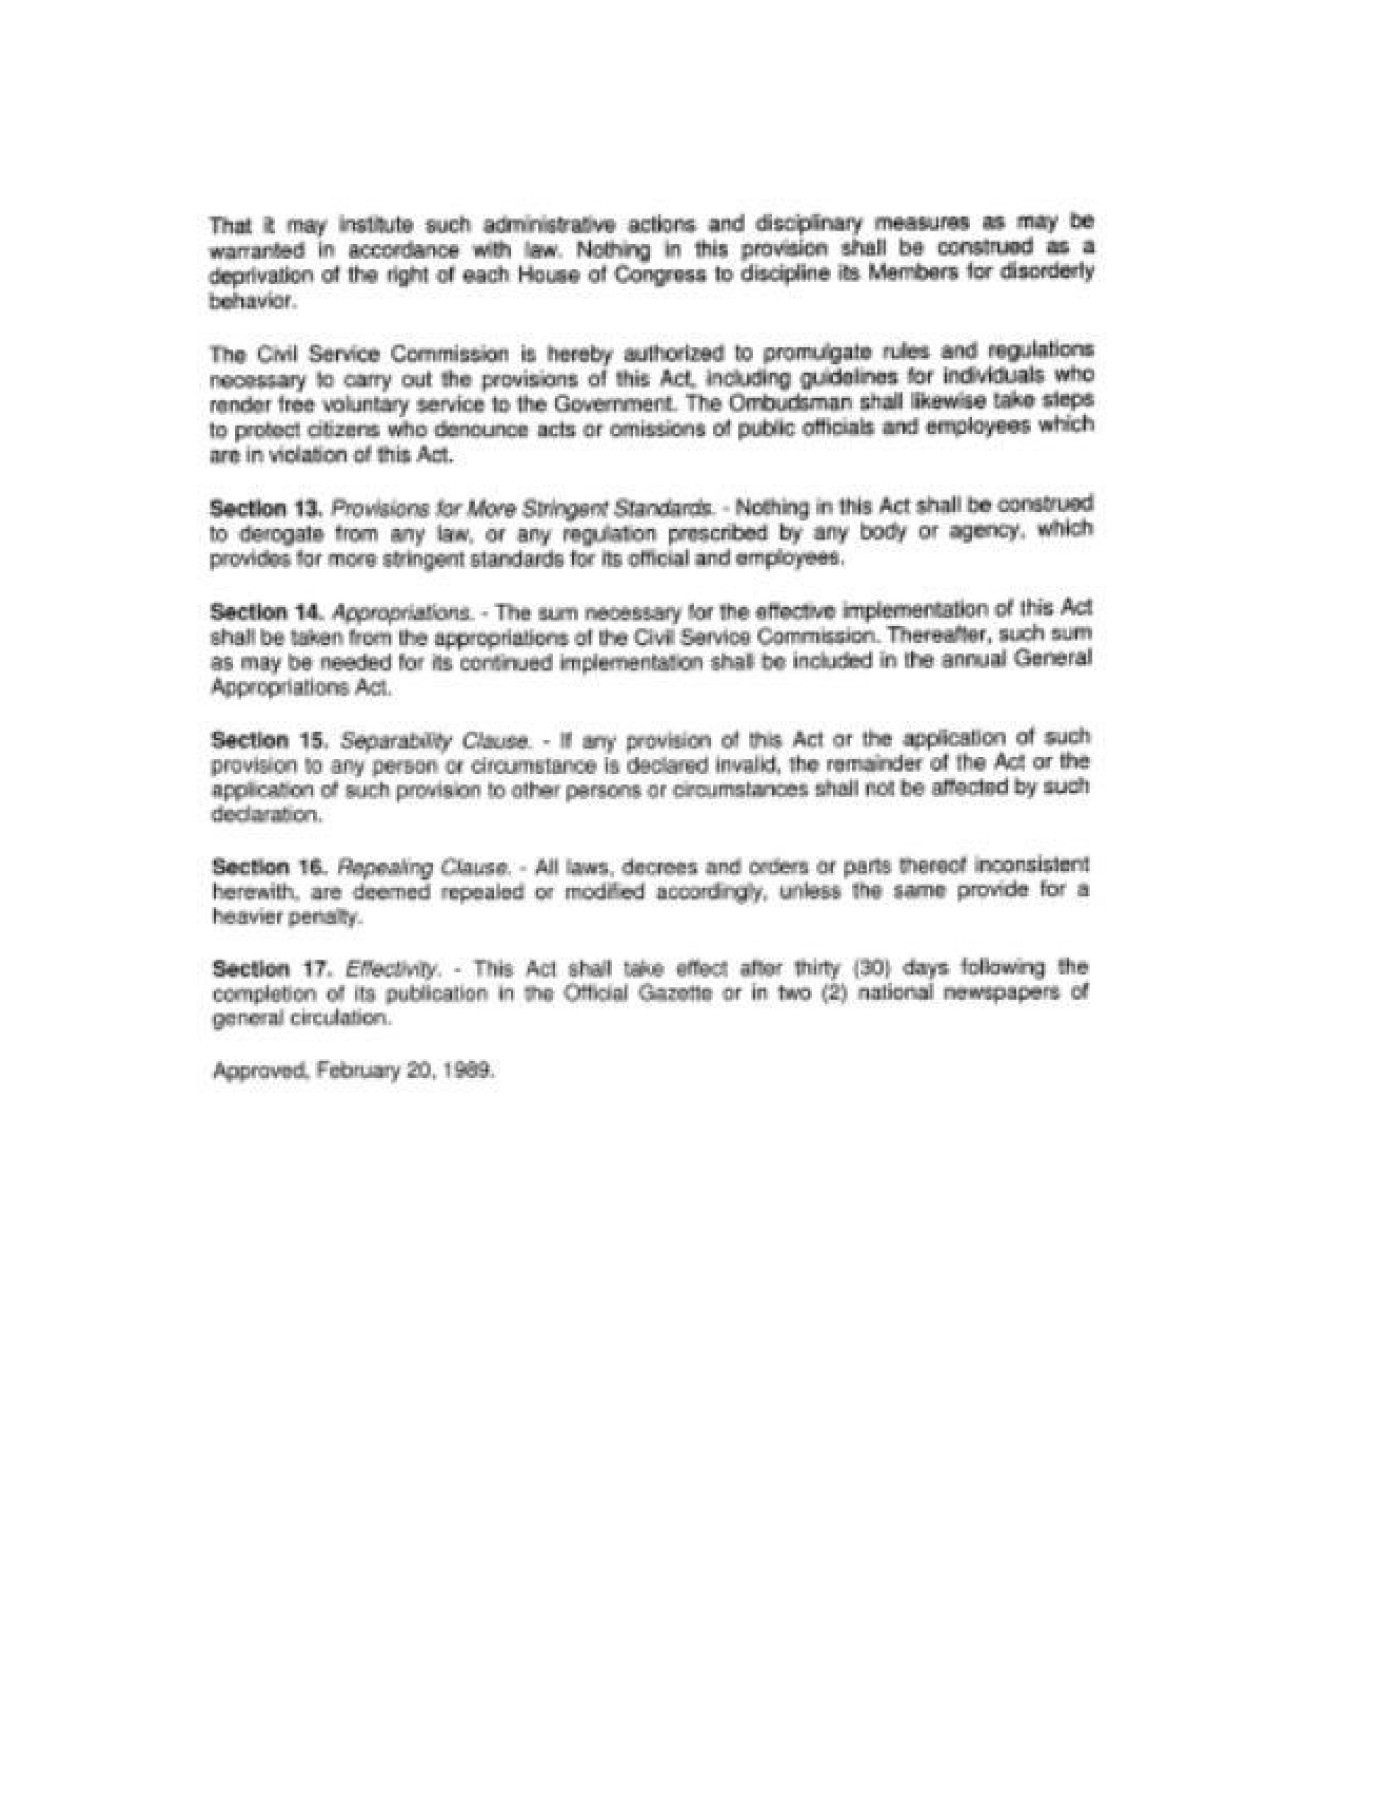 That it may institute such administrative actions and disciplinary measures as may be
warranted in accordance with law. Nothing in this provision shall be construed as a
deprivation of the right of each House of Congress to discipline its Members for disorderly
behavior.
The Civil Service Commission is hereby authorized to promulgate rules and regulations
necessary to carry out the provisions of this Act, including guidelines for individuals who
render free voluntary service to the Government. The Ombudsman shall likewise take steps
to protect citizens who denounce acts or omissions of public officials and employees which
are in violation of this Act.
Section 13. Provisions for More Stringent Standards. - Nothing in this Act shall be construed
to derogate from any law, or any regulation prescribed by any body or agency, which
provides for more stringent standards for its official and employees.
Section 14. Appropriations. - The sum necessary for the effective implementation of this Act
shall be taken from the appropriations of the Civil Service Commission. Thereafter, such sum
as may be needed for its continued implementation shall be included in the annual General
Appropriations Act.
Section 15. Separability Clause. - If any provision of this Act or the application of such
provision to any person or circumstance is declared invalid, the remainder of the Act or the
application of such provision to other persons or circumstances shall not be affected by such
declaration.
Section 16. Repealing Clause. - All laws, decrees and orders or parts thereof inconsistent
herewith, are deemed repealed or modified accordingly, unless the same provide for a
heavier penalty.
Section 17. Effectivity. - This Act shall take effect after thirty (30) days following the
completion of its publication in the Official Gazette or in two (2) national newspapers of
general circulation.
Approved, February 20, 1989.